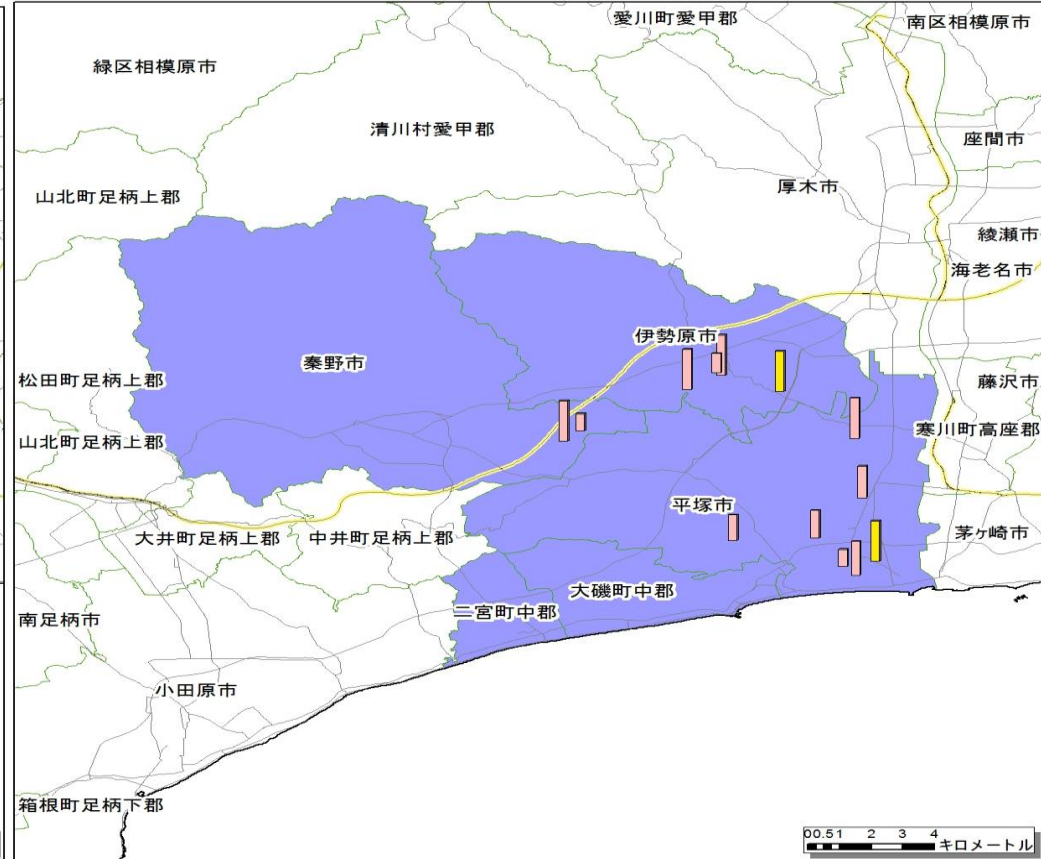 愛川町愛甲郡
南区相模原市
緑区相模原市
清川村愛甲郡
座間市
厚木市
山北町足柄上郡
綾瀬市
海老名市
伊勢原市
秦野市
松田町足柄上郡
藤沢市
寒川町高座郡
山北町足柄上郡
平塚市
茅ヶ崎市
大井町足柄上郡
中井町足柄上郡
大磯町中郡
二宮町中郡
南足柄市
小田原市
箱根町足柄下郡
00.51 2 3 4
キロメートル